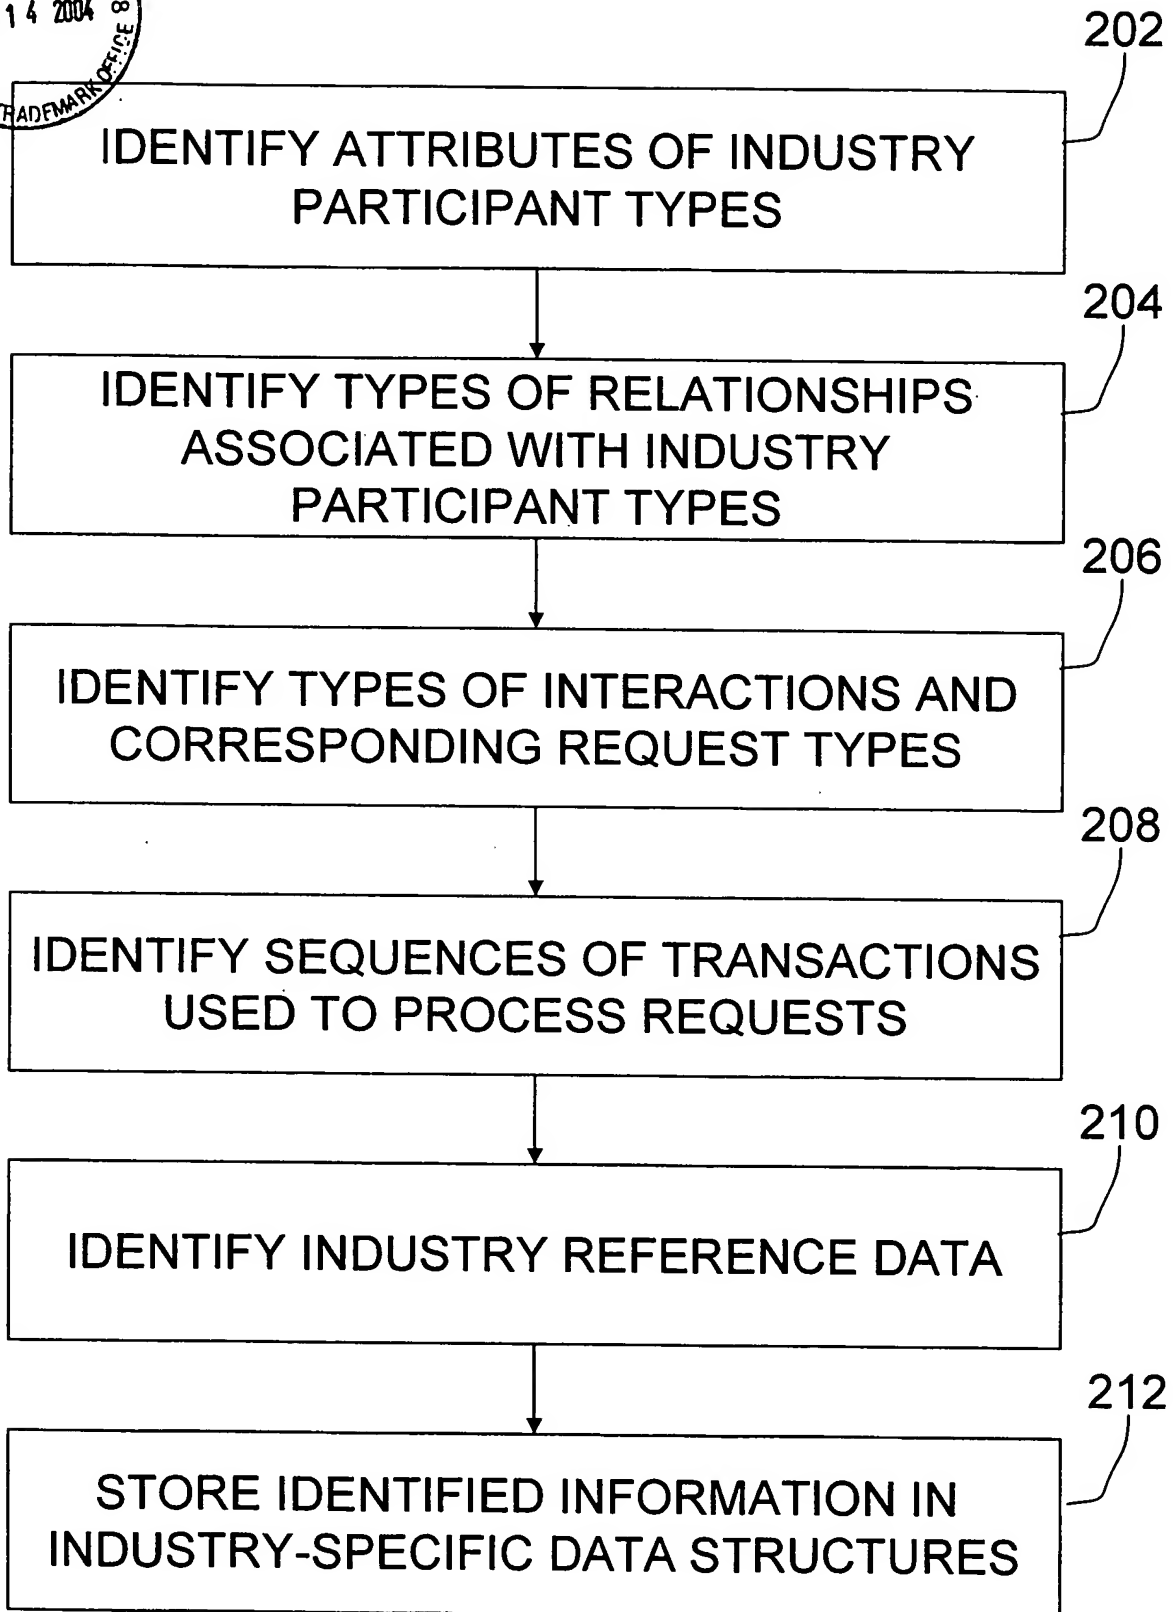 14 2004
TRADEMARK OFFICE
202
IDENTIFY ATTRIBUTES OF INDUSTRY
PARTICIPANT TYPES
204
IDENTIFY TYPES OF RELATIONSHIPS
ASSOCIATED WITH INDUSTRY
PARTICIPANT TYPES
206
IDENTIFY TYPES OF INTERACTIONS AND
CORRESPONDING REQUEST TYPES
208
IDENTIFY SEQUENCES OF TRANSACTIONS
USED TO PROCESS REQUESTS
210
IDENTIFY INDUSTRY REFERENCE DATA
212
STORE IDENTIFIED INFORMATION IN
INDUSTRY-SPECIFIC DATA STRUCTURES